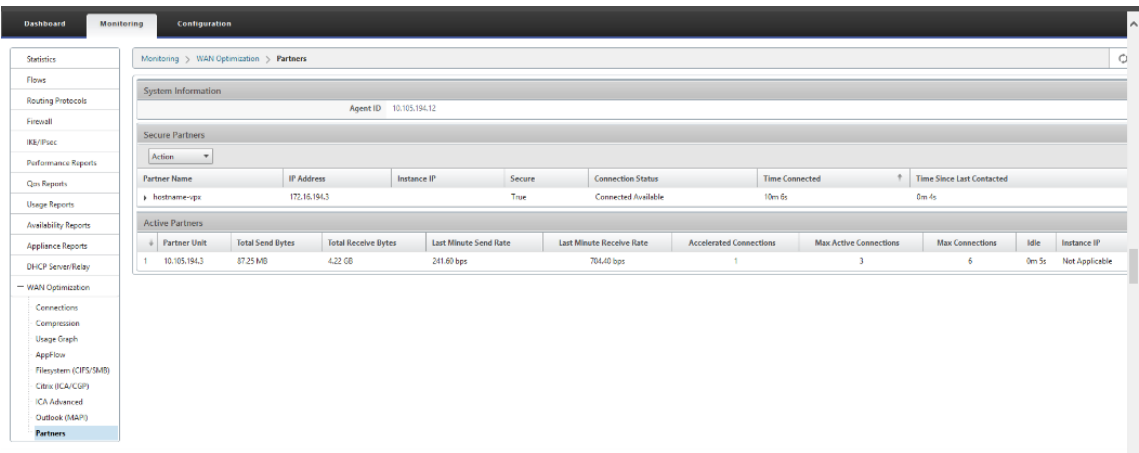 Dashboard Monitoring Configuration
Statistics
Flows
Routing Protocols
Firewall
IKE/IPsec
Performance Reports
Qos Reports
Usage Reports
Availability Reports
Appliance Reports
DHCP Server/Relay
WAN Optimization
Connections
Compression
Usage Graph
AppFlow
Filesystem (CIFS/SMB)
Citrix (ICA/CGP)
ICA Advanced
Outlook (MAPI)
Partners
Monitoring > WAN Optimization > Partners
System Information
Agent ID 10.105.194.12
Secure Partners
Action
Partner Name IP Address Instance IP Secure Connection Status Time Connected Time Since Last Contacted
hostname-vpx 172.16.194.3 True Connected Available 10m 6s 0m 4s
Active Partners
Partner Unit Total Send Bytes Total Receive Bytes Last Minute Send Rate Last Minute Receive Rate Accelerated Connections Max Active Connections Max Connections Idle Instance IP
1 10.105.194.3 87.25 MB 4.22 GB 241.60 bps 704.40 bps 1 3 6 0m 5s Not Applicable